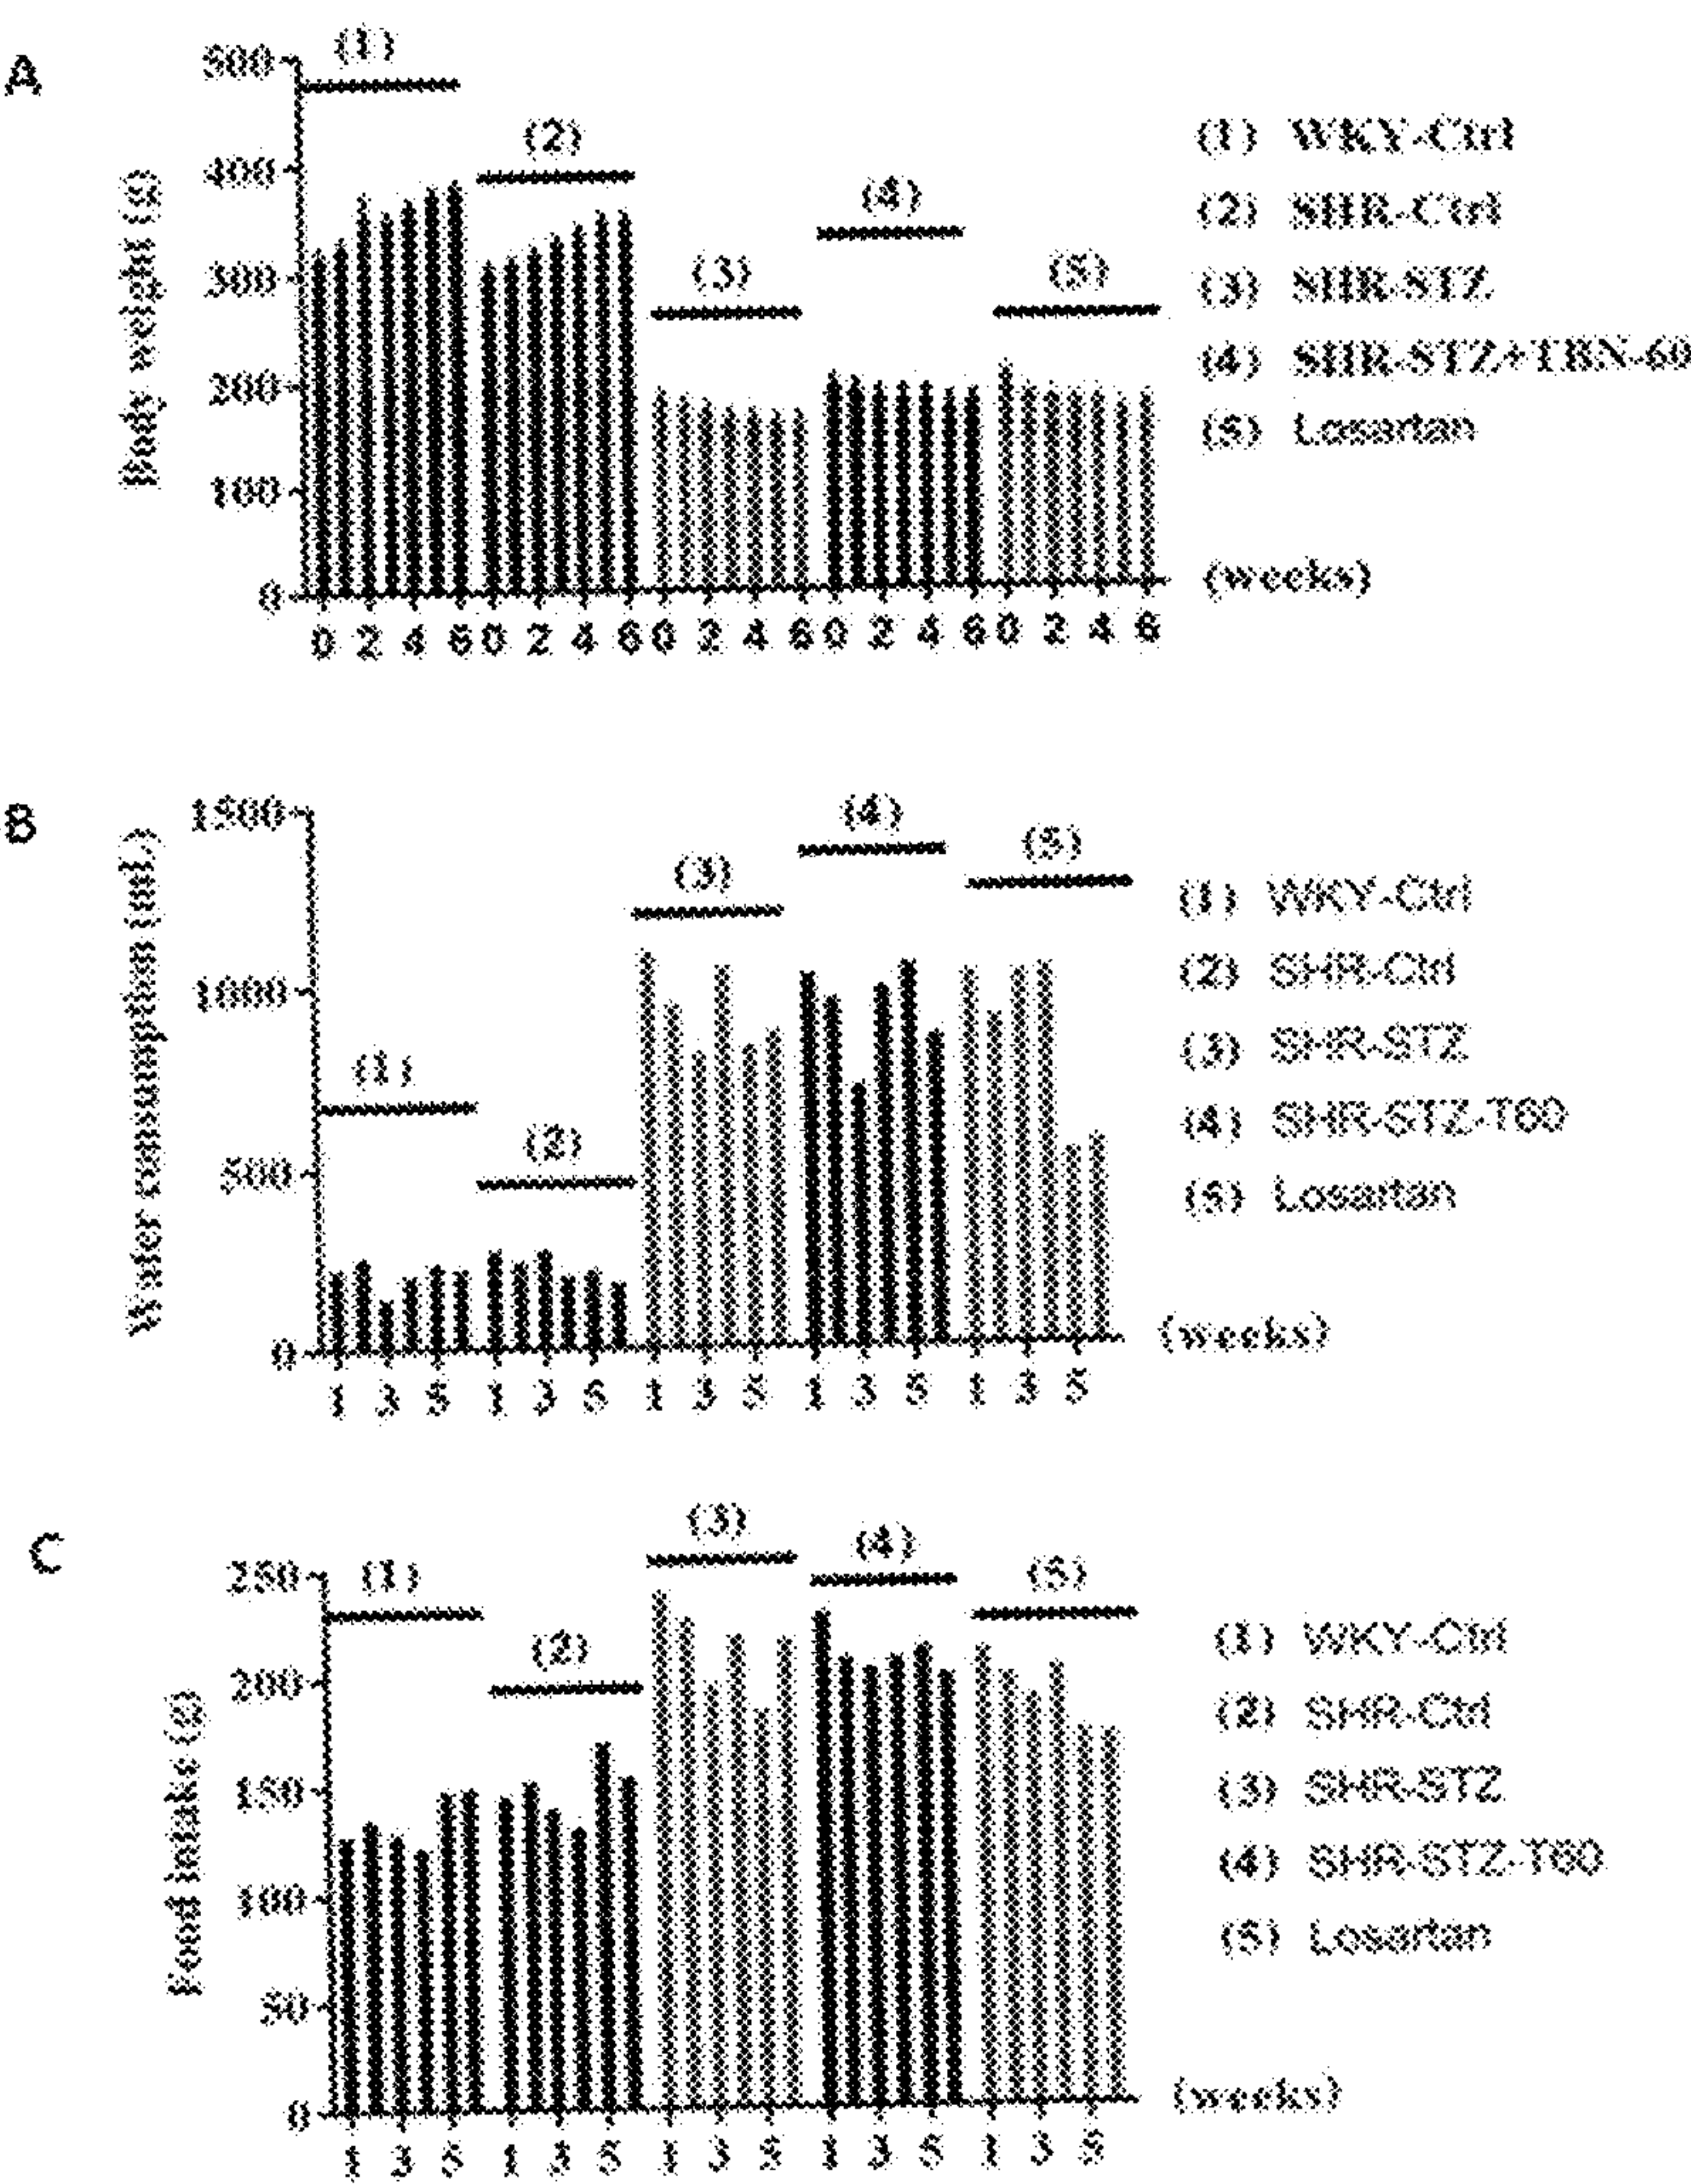 A
500
400
300
200
100
0
Body weight (g)
(1)
(2)
(3)
(4)
(5)
0 2 4 6 0 2 4 6 0 2 4 6 0 2 4 6 0 2 4 6
(weeks)
(1) WKY-Ctrl
(2) SHR-Ctrl
(3) SHR-STZ
(4) SHR-STZ+TBN-60
(5) Losartan
B
1500
1000
500
0
Water consumption (mL)
(1)
(2)
(3)
(4)
(5)
1 3 5 1 3 5 1 3 5 1 3 5 1 3 5
(weeks)
(1) WKY-Ctrl
(2) SHR-Ctrl
(3) SHR-STZ
(4) SHR-STZ-T60
(5) Losartan
C
250
200
150
100
50
0
Food intake (g)
(1)
(2)
(3)
(4)
(5)
1 3 5 1 3 5 1 3 5 1 3 5 1 3 5
(weeks)
(1) WKY-Ctrl
(2) SHR-Ctrl
(3) SHR-STZ
(4) SHR-STZ-T60
(5) Losartan